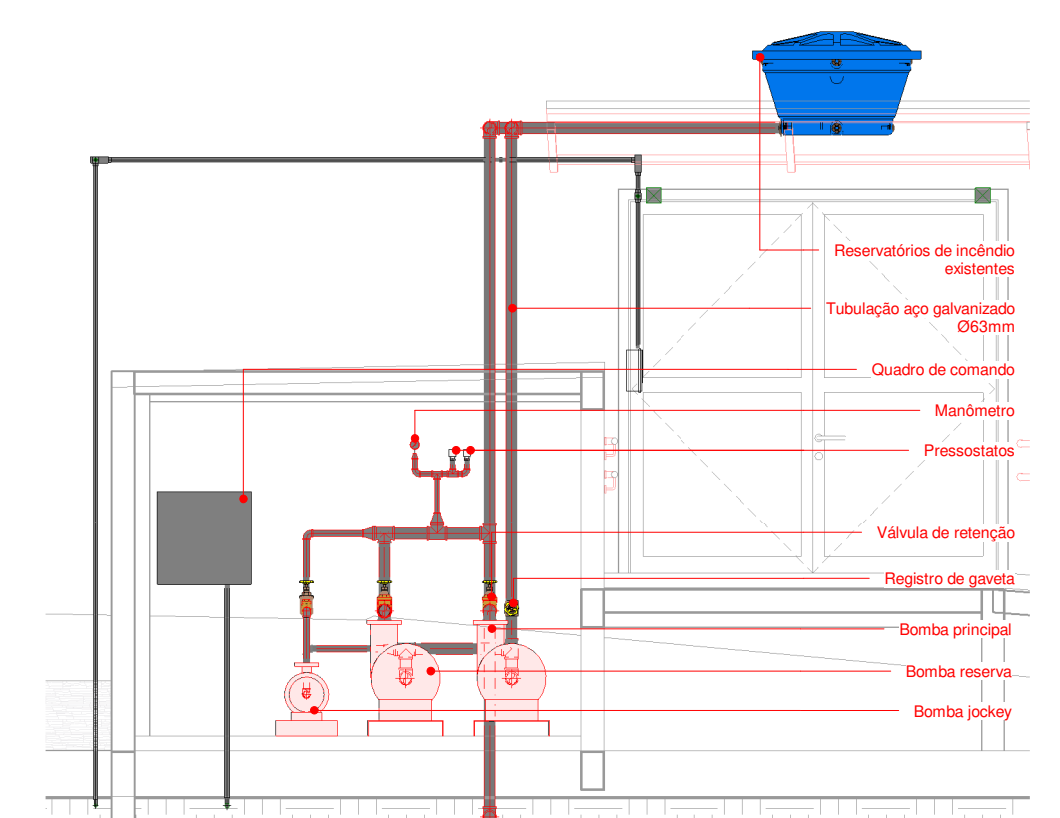 Reservatórios de incêndio
existentes
Tubulação aço galvanizado
Ø63mm
Quadro de comando
Manômetro
Pressostatos
Válvula de retenção
Registro de gaveta
Bomba principal
Bomba reserva
Bomba jockey